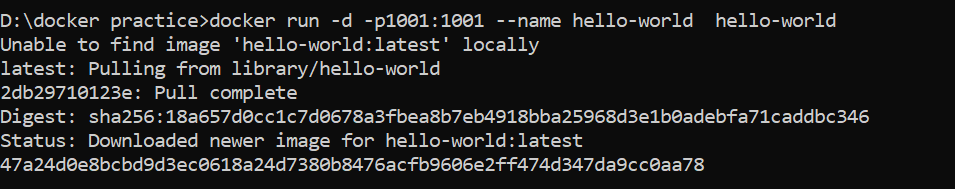 D:\docker practice>docker run -d -p1001:1001 --name hello-world  hello-world
Unable to find image 'hello-world:latest' locally
latest: Pulling from library/hello-world
2db29710123e: Pull complete
Digest: sha256:18a657d0cc1c7d0678a3fbea8b7eb4918bba25968d3e1b0adebfa71caddbc346
Status: Downloaded newer image for hello-world:latest
47a24d0e8bcbd9d3ec0618a24d7380b8476acfb9606e2ff474d347da9cc0aa78